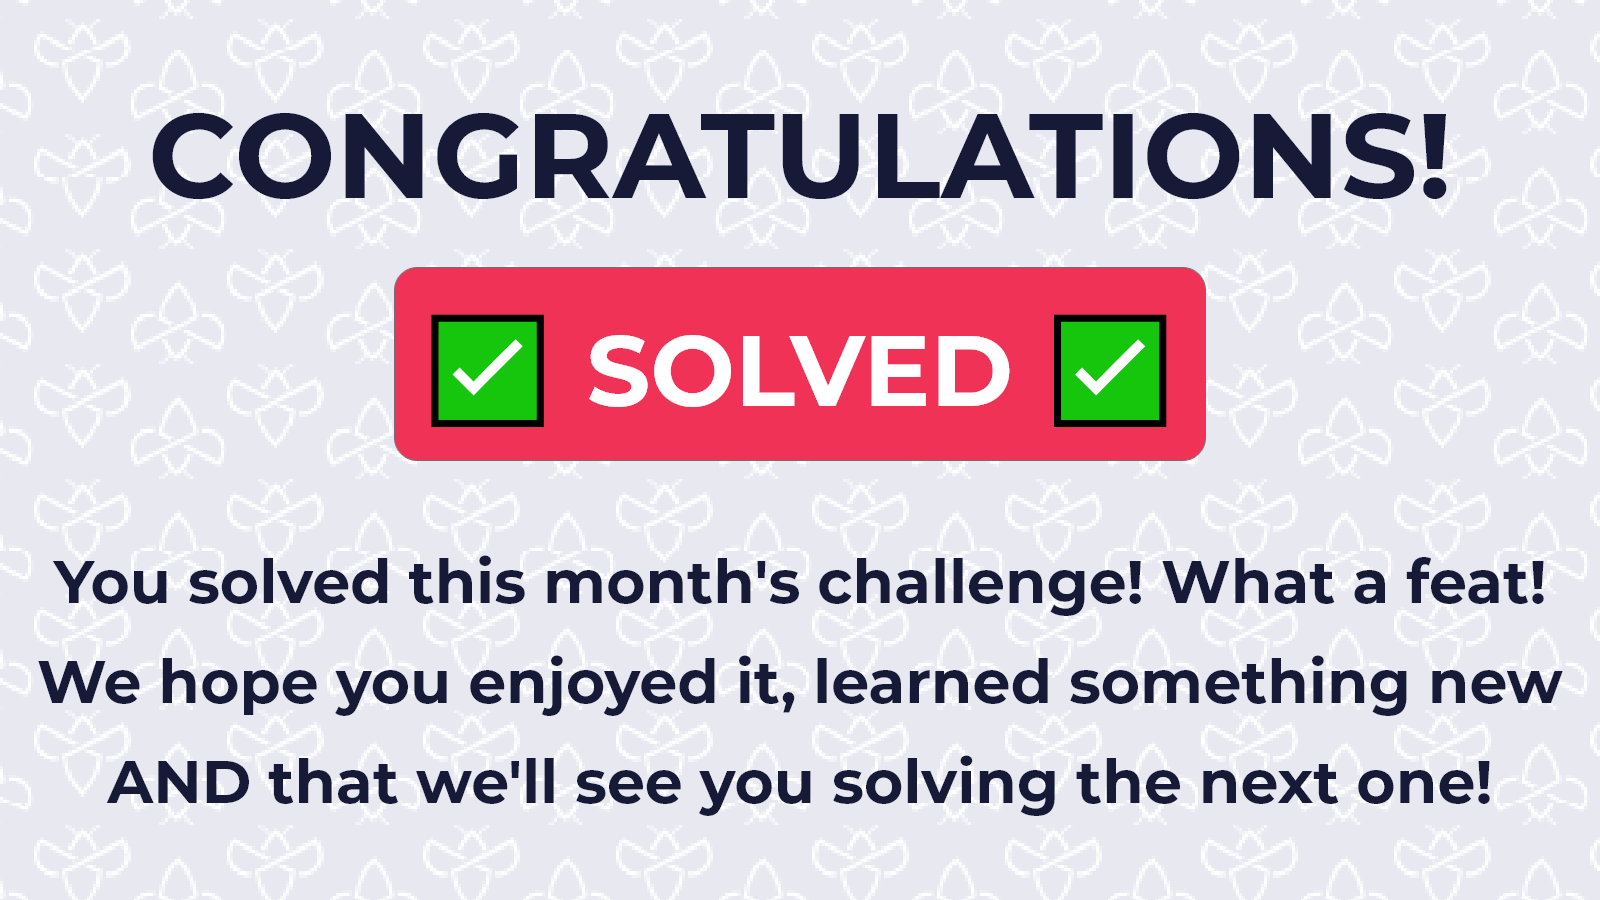 CONGRATULATIONS!
SOLVED
You solved this month's challenge! What a feat!
We hope you enjoyed it, learned something new
AND that we'll see you solving the next one!